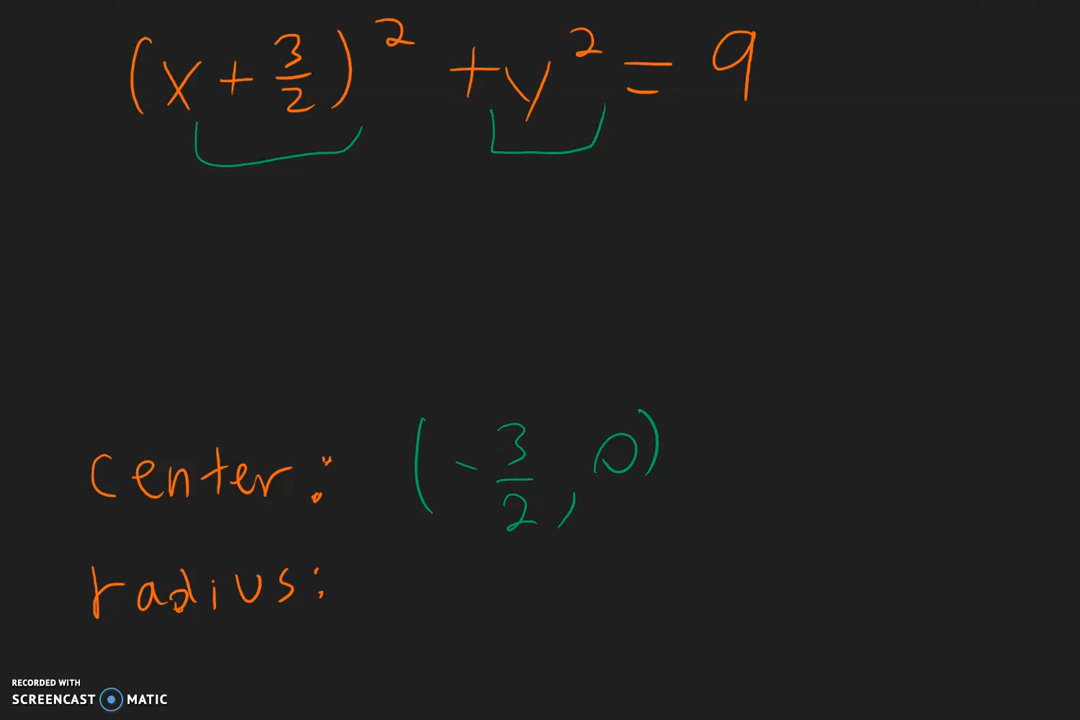 (x + 3/2)² + y² = 9
center: (-3/2, 0)
radius:
RECORDED WITH
SCREENCAST MATIC